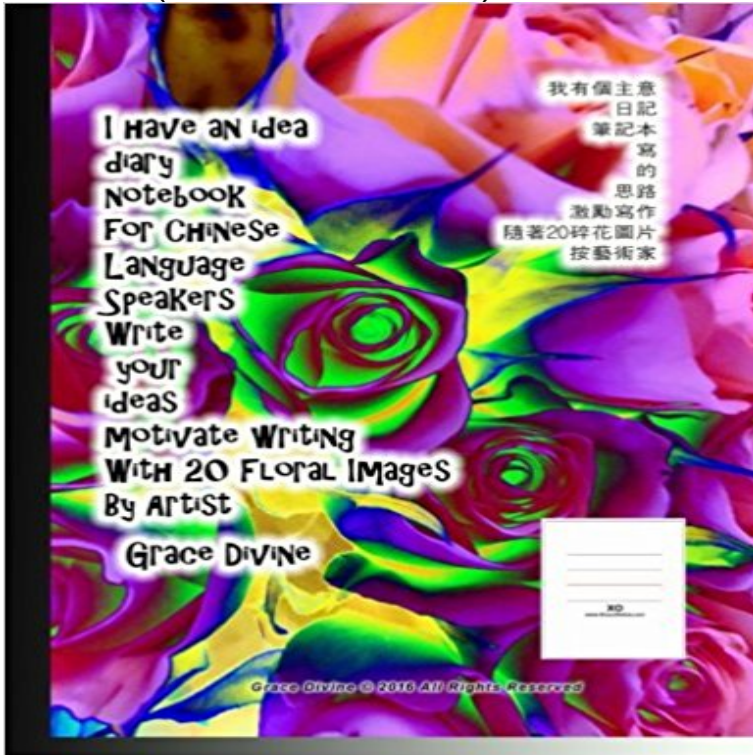 I Have an idea
diary
Notebook
For Chinese
Language
Speakers
Write
your
ideas
Motivate Writing
With 20 Floral Images
By Artist
Grace Divine
我有個主意
日記
筆記本
寫
的
思路
激勵寫作
隨著20碎花圖片
按藝術家
XO
Grace Divine © 2016 All Rights Reserved